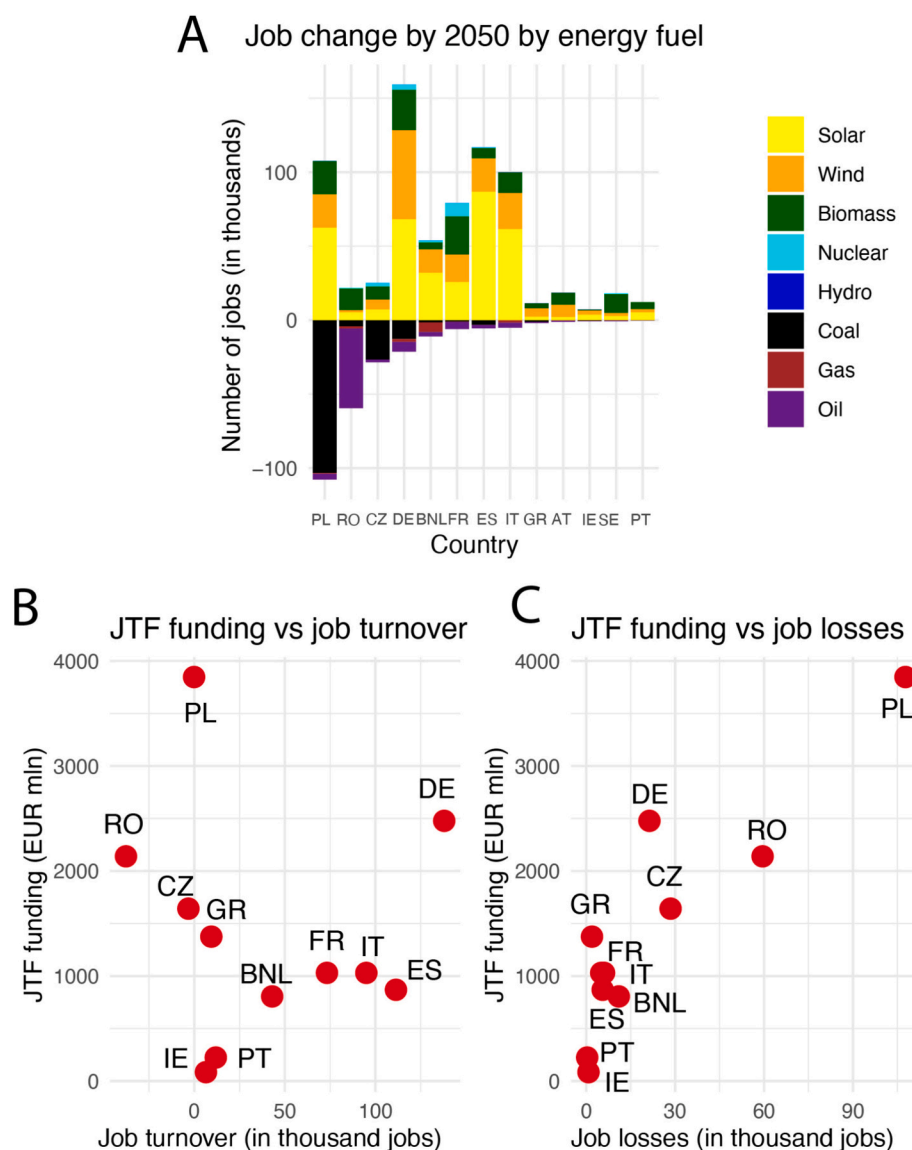 A Job change by 2050 by energy fuel
Number of jobs (in thousands)
100
0
−100
PL RO CZ DE BNL FR ES IT GR AT IE SE PT
Country
Solar
Wind
Biomass
Nuclear
Hydro
Coal
Gas
Oil
B
JTF funding vs job turnover
JTF funding (EUR mln)
4000
3000
2000
1000
0
PL
DE
RO
CZ
GR
FR
IT
BNL
ES
IE
PT
0 50 100
Job turnover (in thousand jobs)
C
JTF funding vs job losses
JTF funding (EUR mln)
4000
3000
2000
1000
0
PL
DE
RO
CZ
GR
FR
IT
BNL
ES
PT
IE
0 30 60 90
Job losses (in thousand jobs)